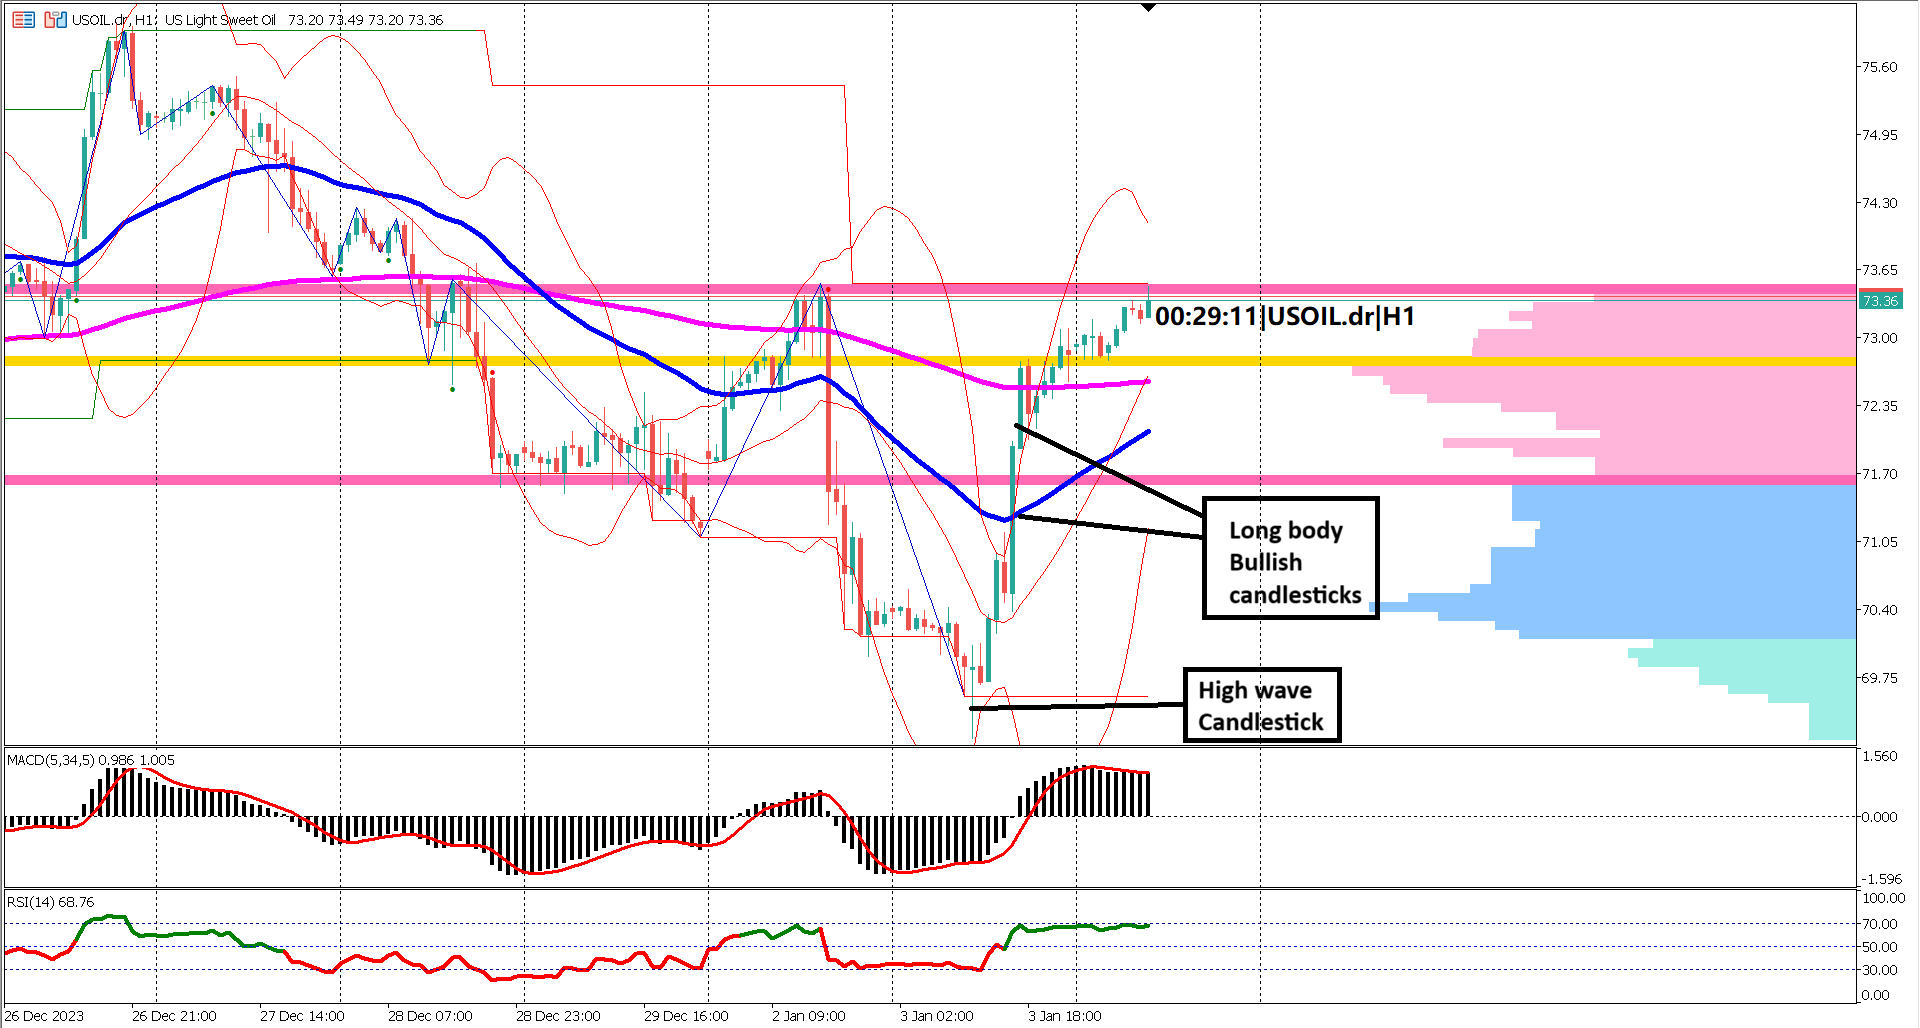 USOIL.dr, H1: US Light Sweet Oil 73.20 73.49 73.20 73.36
75.60
74.95
74.30
73.65
73.36
73.00
72.35
71.70
71.05
70.40
69.75
00:29:11|USOIL.dr|H1
Long body
Bullish
candlesticks
High wave
Candlestick
MACD(5,34,5) 0.986 1.005
1.560
0.000
-1.596
RSI(14) 68.76
100.00
70.00
50.00
30.00
0.00
26 Dec 2023
26 Dec 21:00
27 Dec 14:00
28 Dec 07:00
28 Dec 23:00
29 Dec 16:00
2 Jan 09:00
3 Jan 02:00
3 Jan 18:00